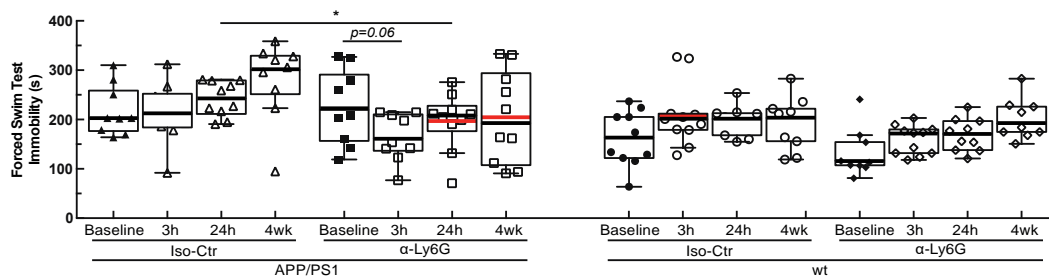 *
p=0.06
Forced Swim Test
Immobility (s)
400
300
200
100
0
Baseline 3h 24h 4wk Baseline 3h 24h 4wk Baseline 3h 24h 4wk Baseline 3h 24h 4wk
Iso-Ctr α-Ly6G Iso-Ctr α-Ly6G
APP/PS1 wt